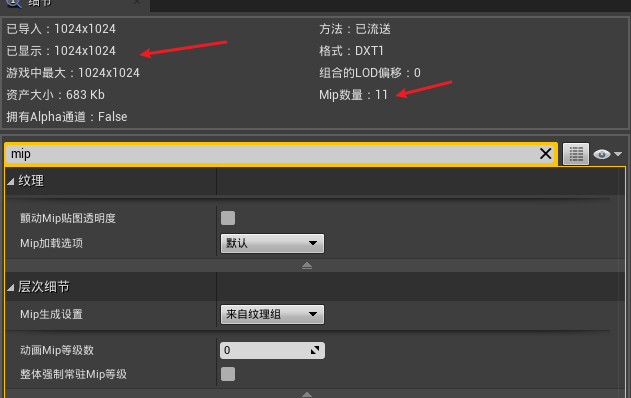 细节
已导入：1024x1024
方法：已流送
已显示：1024x1024
格式：DXT1
游戏中最大：1024x1024
组合的LOD偏移：0
资产大小：683 Kb
Mip数量：11
拥有Alpha通道：False
mip
纹理
颤动Mip贴图透明度
Mip加载选项
默认
层次细节
Mip生成设置
来自纹理组
动画Mip等级数
0
整体强制常驻Mip等级